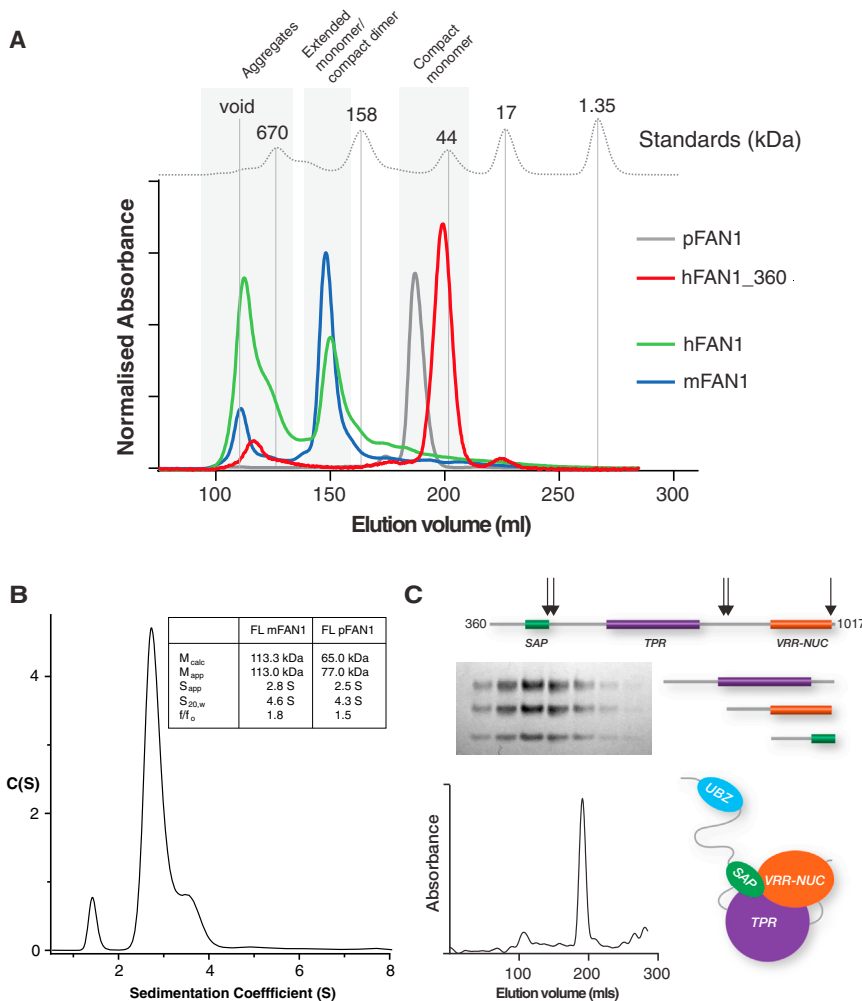 A
Aggregates
Extended
monomer/
compact dimer
Compact
monomer
void
670
158
44
17
1.35
Standards (kDa)
Normalised Absorbance
pFAN1
hFAN1_360
hFAN1
mFAN1
100
150
200
250
300
Elution volume (ml)
B
FL mFAN1 FL pFAN1
Mcalc 113.3 kDa 65.0 kDa
Mapp 113.0 kDa 77.0 kDa
Sapp 2.8 S 2.5 S
S20,w 4.6 S 4.3 S
f/fo 1.8 1.5
C(S)
4
2
0
2
4
6
8
Sedimentation Coeffficient (S)
C
360
1017
SAP
TPR
VRR-NUC
Absorbance
100
200
300
Elution volume (mls)
UBZ
SAP
VRR-NUC
TPR